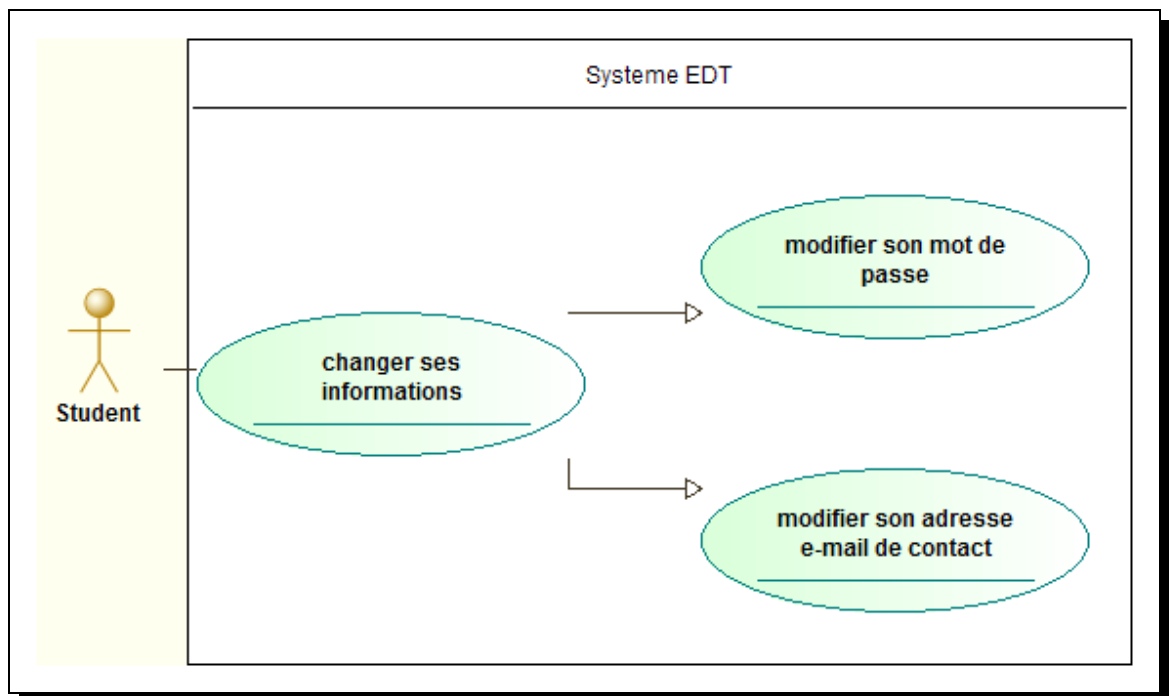 Systeme EDT
modifier son mot de
passe
changer ses
informations
Student
modifier son adresse
e-mail de contact